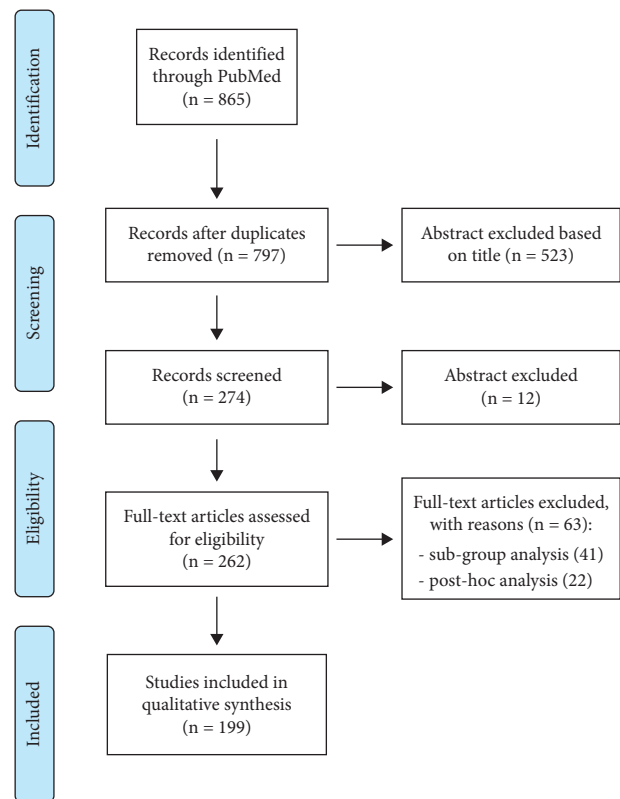 Identification
Records identified
through PubMed
(n = 865)
Screening
Records after duplicates
removed (n = 797)
Abstract excluded based
on title (n = 523)
Records screened
(n = 274)
Abstract excluded
(n = 12)
Eligibility
Full-text articles assessed
for eligibility
(n = 262)
Full-text articles excluded,
with reasons (n = 63):
- sub-group analysis (41)
- post-hoc analysis (22)
Included
Studies included in
qualitative synthesis
(n = 199)